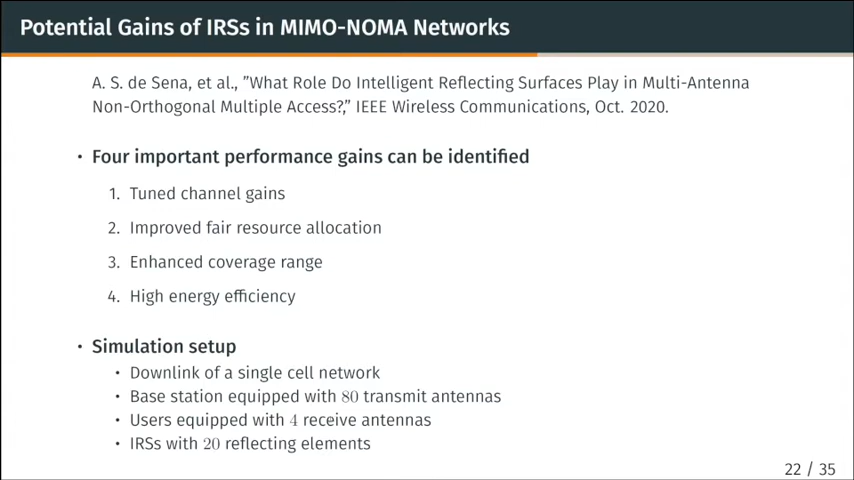 Potential Gains of IRSs in MIMO-NOMA Networks
A. S. de Sena, et al., ”What Role Do Intelligent Reflecting Surfaces Play in Multi-Antenna
Non-Orthogonal Multiple Access?,” IEEE Wireless Communications, Oct. 2020.
• Four important performance gains can be identified
1. Tuned channel gains
2. Improved fair resource allocation
3. Enhanced coverage range
4. High energy efficiency
• Simulation setup
• Downlink of a single cell network
• Base station equipped with 80 transmit antennas
• Users equipped with 4 receive antennas
• IRSs with 20 reflecting elements
22 / 35